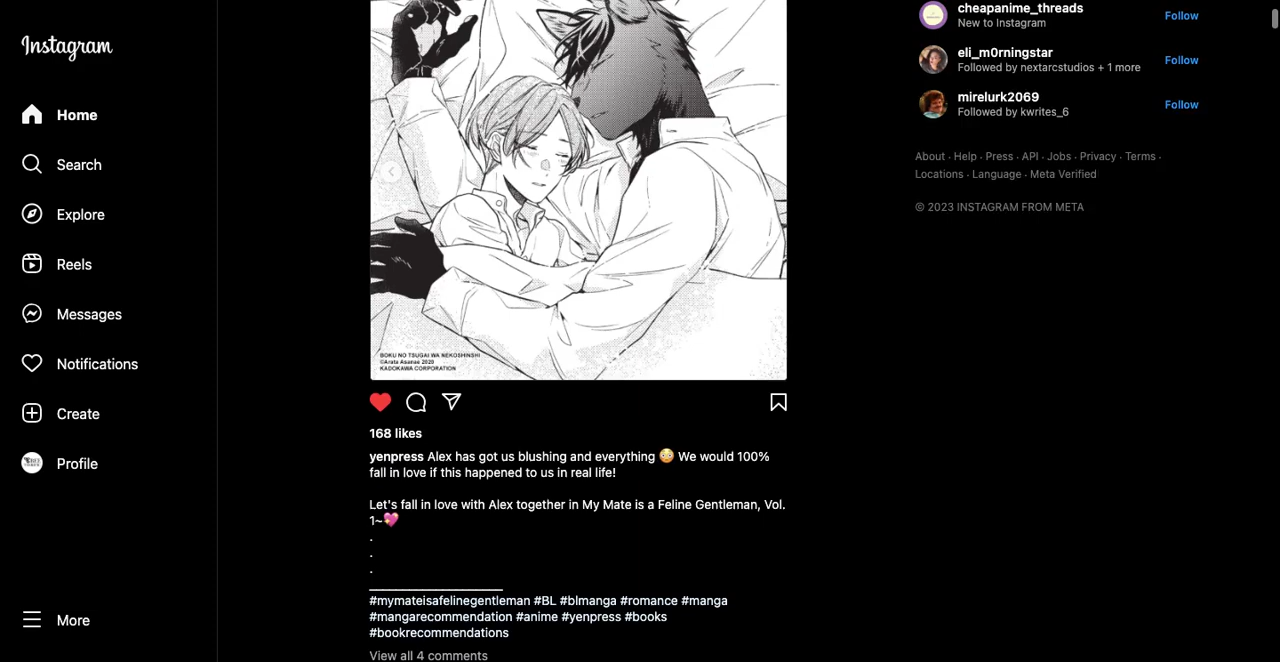 Instagram
Home
Search
Explore
Reels
Messages
Notifications
Create
Profile
More
BOKU NO TSUGAI WA NEKOSHINSHI
©Arata Asanae 2020
KADOKAWA CORPORATION
168 likes
yenpress Alex has got us blushing and everything 😳 We would 100%
fall in love if this happened to us in real life!
Let's fall in love with Alex together in My Mate is a Feline Gentleman, Vol.
1~💖
.
.
.
___________________
#mymateisafelinegentleman #BL #blmanga #romance #manga
#mangarecommendation #anime #yenpress #books
#bookrecommendations
View all 4 comments
cheapanime_threads
New to Instagram
Follow
eli_m0rningstar
Followed by nextarcstudios + 1 more
Follow
mirelurk2069
Followed by kwrites_6
Follow
About · Help · Press · API · Jobs · Privacy · Terms ·
Locations · Language · Meta Verified
© 2023 INSTAGRAM FROM META